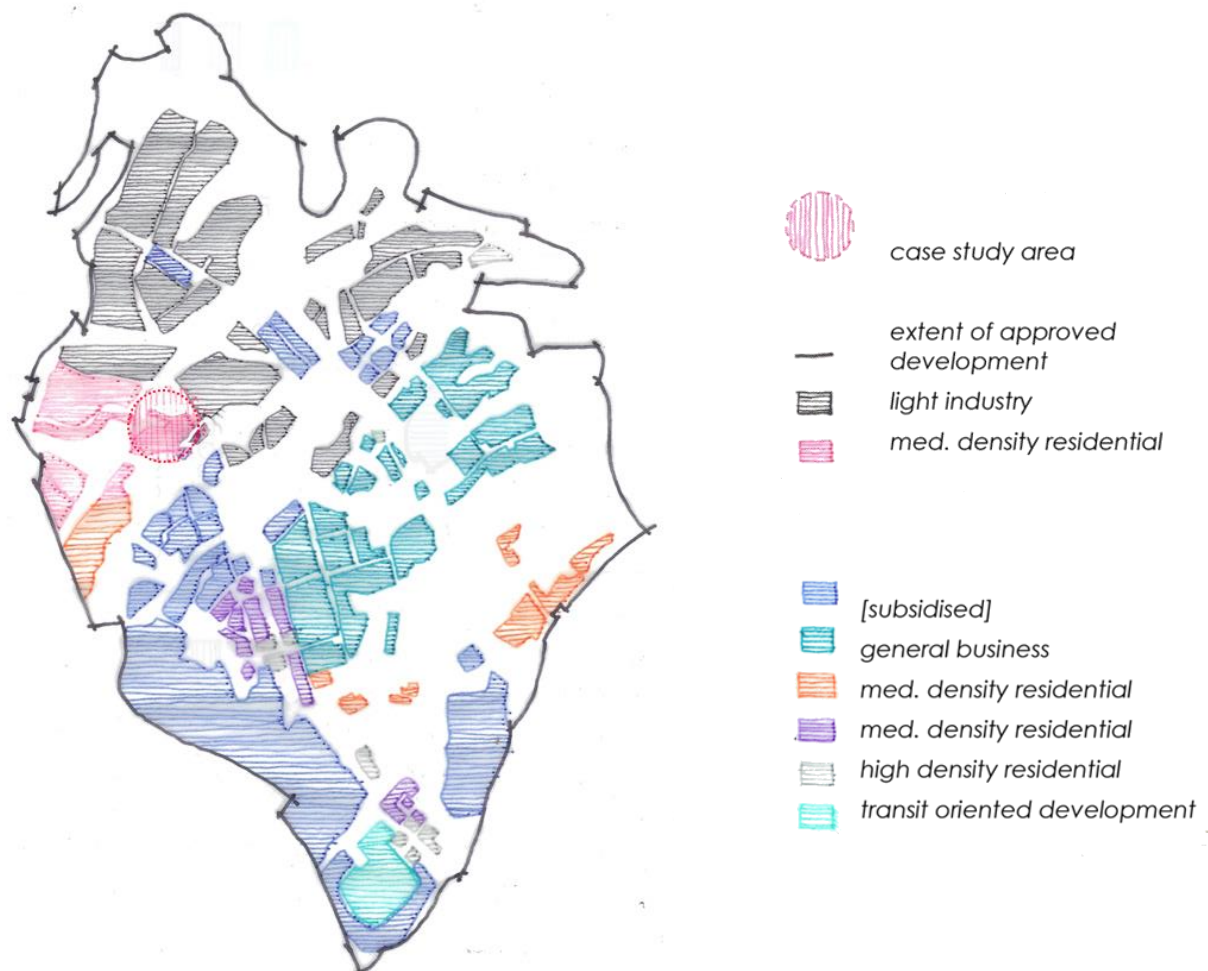 case study area
extent of approved
development
light industry
med. density residential
[subsidised]
general business
med. density residential
med. density residential
high density residential
transit oriented development